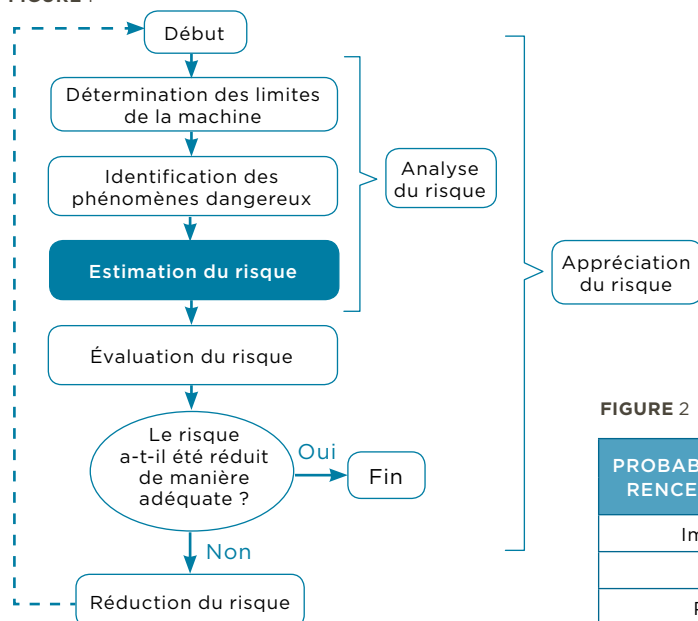 Début
Détermination des limites
de la machine
Identification des
phénomènes dangereux
Analyse
du risque
Estimation du risque
Appréciation
du risque
Évaluation du risque
Le risque
a-t-il été réduit
de manière
adéquate ?
Oui
Fin
Non
Réduction du risque
FIGURE 2